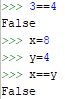 >>> 3==4
False
>>> x=8
>>> y=4
>>> x==y
False